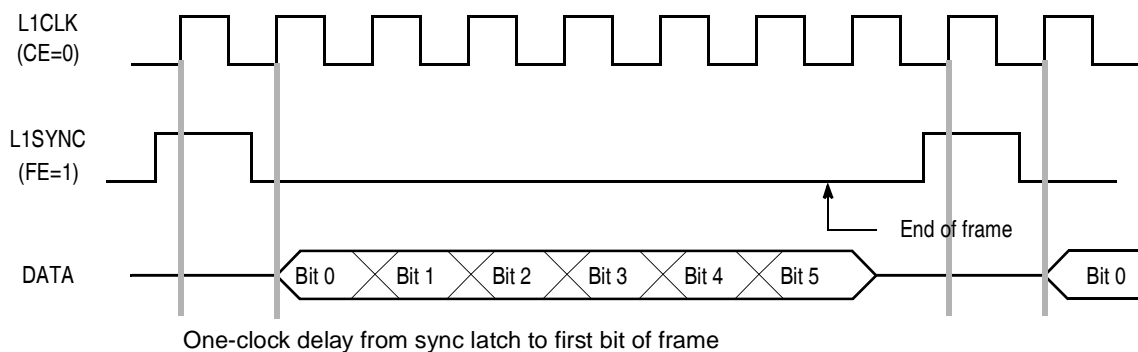 L1CLK
(CE=0)
L1SYNC
(FE=1)
End of frame
DATA
Bit 0 Bit 1 Bit 2 Bit 3 Bit 4 Bit 5 Bit 0
One-clock delay from sync latch to first bit of frame